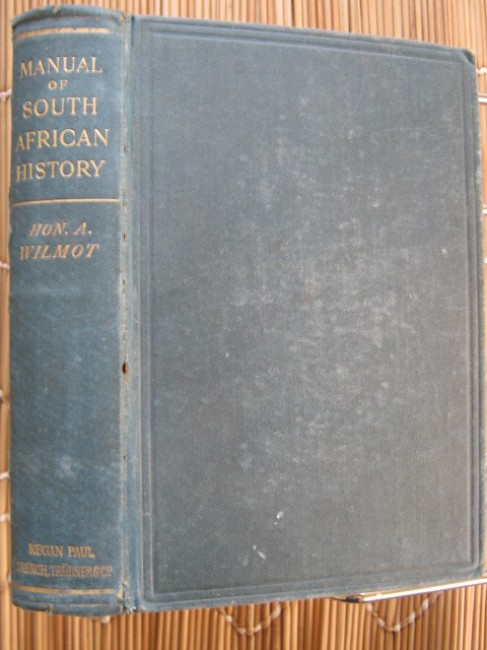 MANUAL
OF
SOUTH
AFRICAN
HISTORY
HON. A.
WILMOT
KEGAN PAUL,
TRENCH, TRÜBNER & Cº